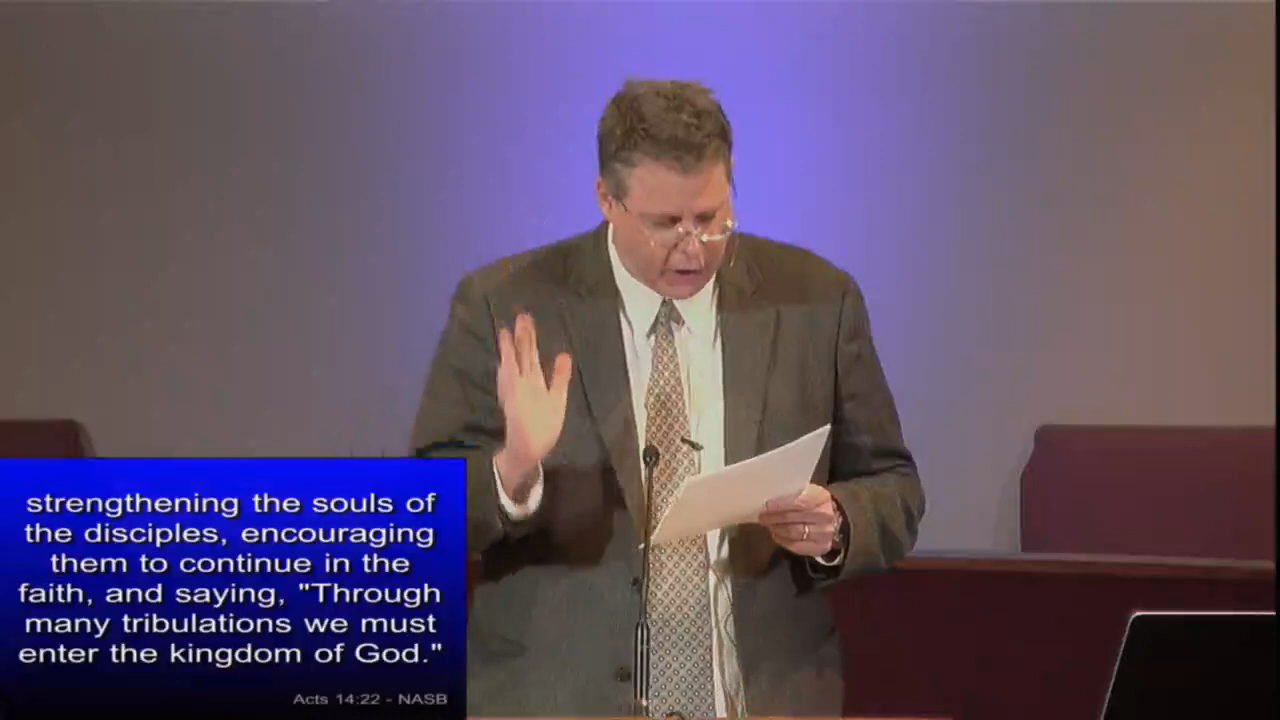 strengthening the souls of
the disciples, encouraging
them to continue in the
faith, and saying, "Through
many tribulations we must
enter the kingdom of God."
Acts 14:22 - NASB